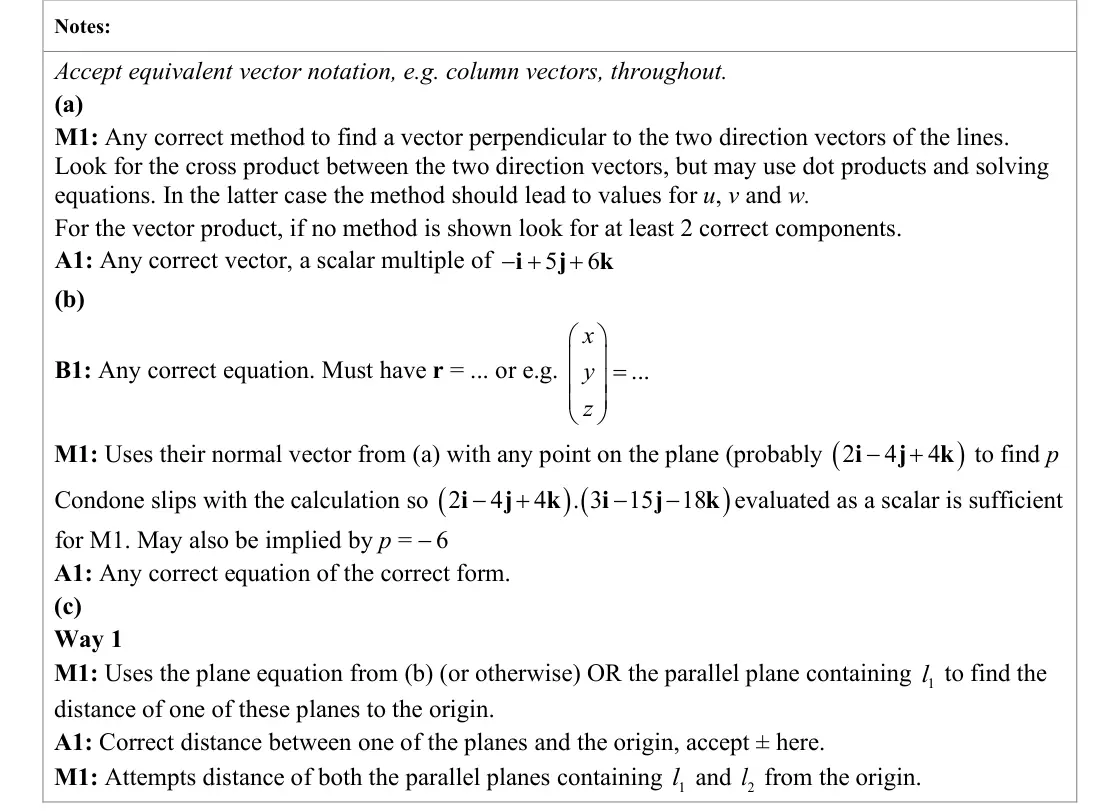 Notes:
Accept equivalent vector notation, e.g. column vectors, throughout.
(a)
M1: Any correct method to find a vector perpendicular to the two direction vectors of the lines.
Look for the cross product between the two direction vectors, but may use dot products and solving
equations. In the latter case the method should lead to values for u, v and w.
For the vector product, if no method is shown look for at least 2 correct components.
A1: Any correct vector, a scalar multiple of −i+5j+6k
(b)
B1: Any correct equation. Must have r = ... or e.g. (x y z) = ...
M1: Uses their normal vector from (a) with any point on the plane (probably (2i−4j+4k) to find p
Condone slips with the calculation so (2i−4j+4k).(3i−15j−18k) evaluated as a scalar is sufficient
for M1. May also be implied by p = – 6
A1: Any correct equation of the correct form.
(c)
Way 1
M1: Uses the plane equation from (b) (or otherwise) OR the parallel plane containing l₁ to find the
distance of one of these planes to the origin.
A1: Correct distance between one of the planes and the origin, accept ± here.
M1: Attempts distance of both the parallel planes containing l₁ and l₂ from the origin.